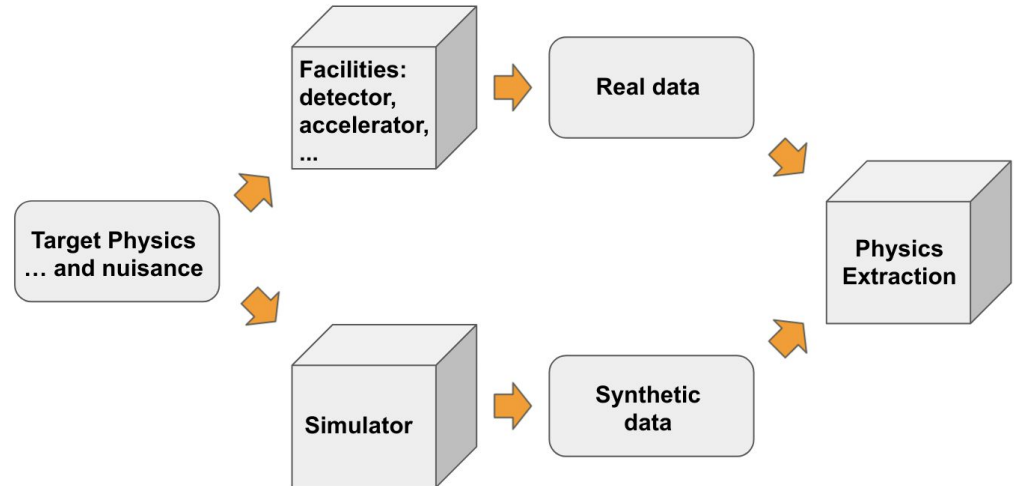 Facilities:
detector,
accelerator,
...
Real data
Target Physics
... and nuisance
Physics
Extraction
Simulator
Synthetic
data